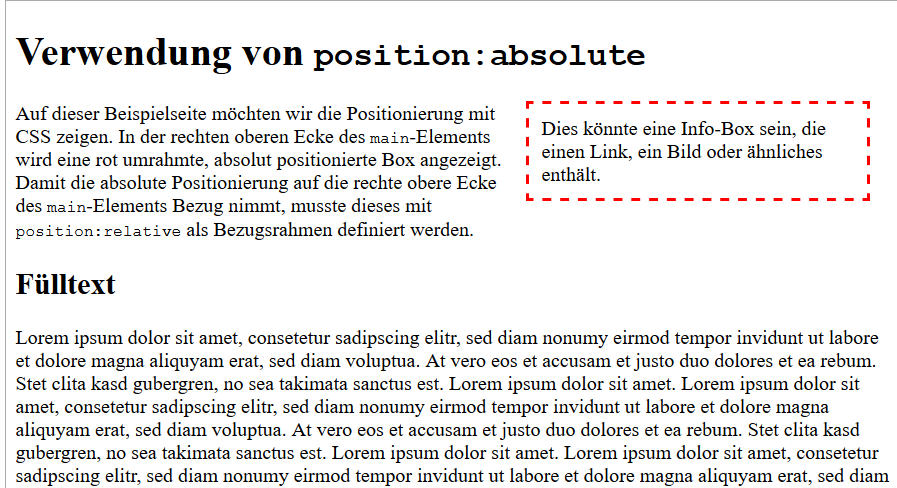 Verwendung von position:absolute
Auf dieser Beispielseite möchten wir die Positionierung mit
CSS zeigen. In der rechten oberen Ecke des main-Elements
wird eine rot umrahmte, absolut positionierte Box angezeigt.
Damit die absolute Positionierung auf die rechte obere Ecke
des main-Elements Bezug nimmt, musste dieses mit
position:relative als Bezugsrahmen definiert werden.
Dies könnte eine Info-Box sein, die
einen Link, ein Bild oder ähnliches
enthält.
Fülltext
Lorem ipsum dolor sit amet, consetetur sadipscing elitr, sed diam nonumy eirmod tempor invidunt ut labore
et dolore magna aliquyam erat, sed diam voluptua. At vero eos et accusam et justo duo dolores et ea rebum.
Stet clita kasd gubergren, no sea takimata sanctus est. Lorem ipsum dolor sit amet. Lorem ipsum dolor sit
amet, consetetur sadipscing elitr, sed diam nonumy eirmod tempor invidunt ut labore et dolore magna
aliquyam erat, sed diam voluptua. At vero eos et accusam et justo duo dolores et ea rebum. Stet clita kasd
gubergren, no sea takimata sanctus est. Lorem ipsum dolor sit amet. Lorem ipsum dolor sit amet, consetetur
sadipscing elitr, sed diam nonumy eirmod tempor invidunt ut labore et dolore magna aliquyam erat, sed diam